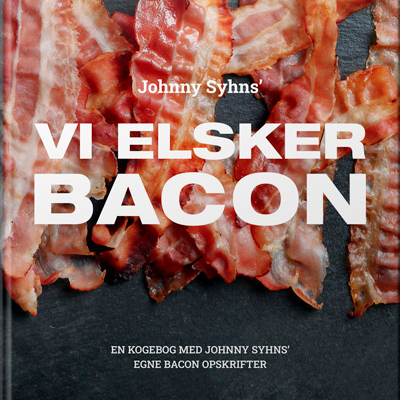 Johnny Syhns’
VI ELSKER
BACON
EN KOGEBOG MED JOHNNY SYHNS’
EGNE BACON OPSKRIFTER